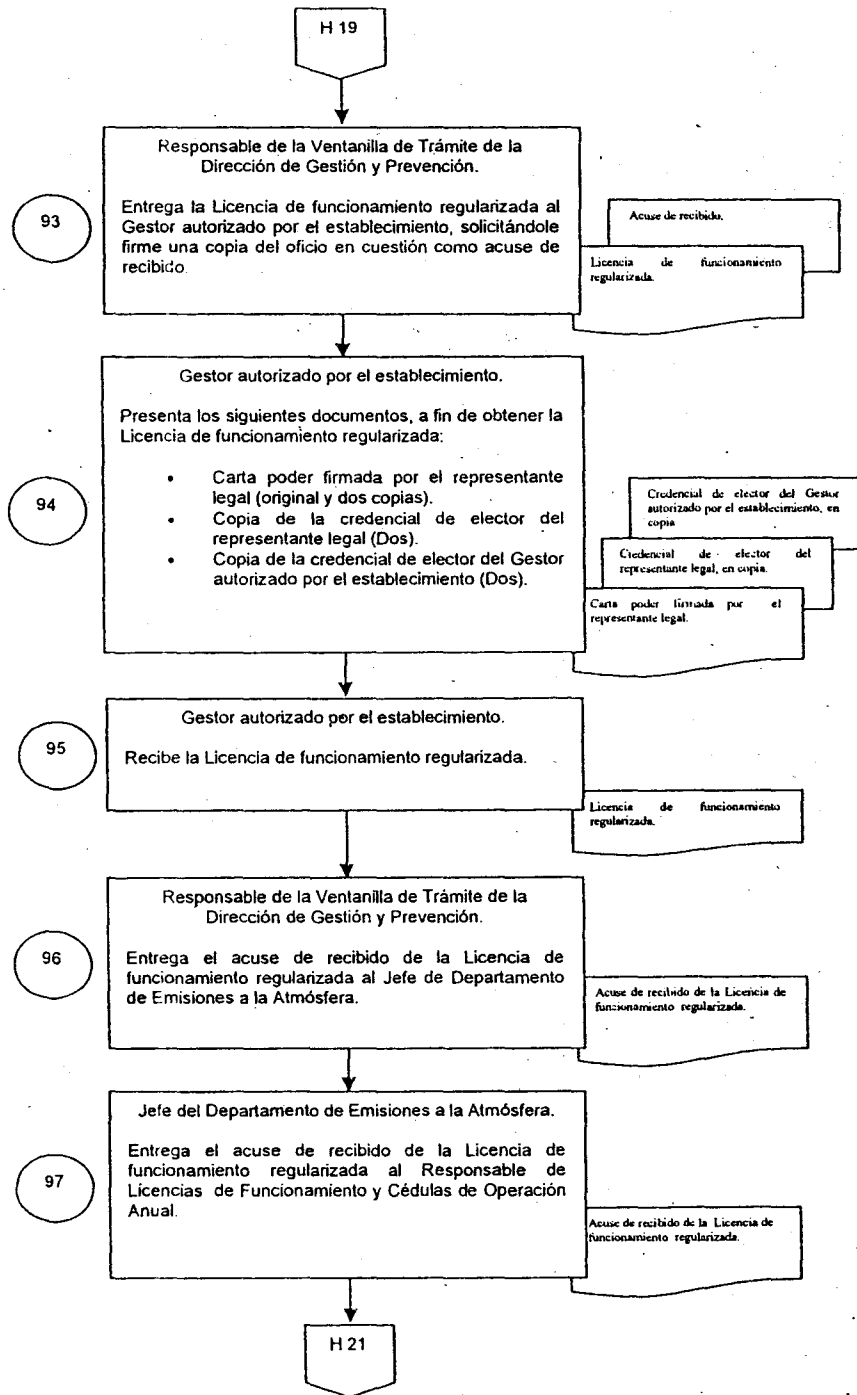 H 19
Responsable de la Ventanilla de Trámite de la
Dirección de Gestión y Prevención.
93
Entrega la Licencia de funcionamiento regularizada al
Gestor autorizado por el establecimiento, solicitándole
firme una copia del oficio en cuestión como acuse de
recibido.
Acuse de recibido.
Licencia de funcionamiento
regularizada.
Gestor autorizado por el establecimiento.
Presenta los siguientes documentos, a fin de obtener la
Licencia de funcionamiento regularizada:
94
• Carta poder firmada por el representante
legal (original y dos copias).
• Copia de la credencial de elector del
representante legal (Dos).
• Copia de la credencial de elector del Gestor
autorizado por el establecimiento (Dos).
Credencial de elector del Gestor
autorizado por el establecimiento, en
copia
Credencial de elector del
representante legal, en copia.
Carta poder firmada por el
representante legal.
Gestor autorizado por el establecimiento.
95
Recibe la Licencia de funcionamiento regularizada.
Licencia de funcionamiento
regularizada.
Responsable de la Ventanilla de Trámite de la
Dirección de Gestión y Prevención.
96
Entrega el acuse de recibido de la Licencia de
funcionamiento regularizada al Jefe de Departamento
de Emisiones a la Atmósfera.
Acuse de recibido de la Licencia de
funcionamiento regularizada.
Jefe del Departamento de Emisiones a la Atmósfera.
97
Entrega el acuse de recibido de la Licencia de
funcionamiento regularizada al Responsable de
Licencias de Funcionamiento y Cédulas de Operación
Anual.
Acuse de recibido de la Licencia de
funcionamiento regularizada.
H 21